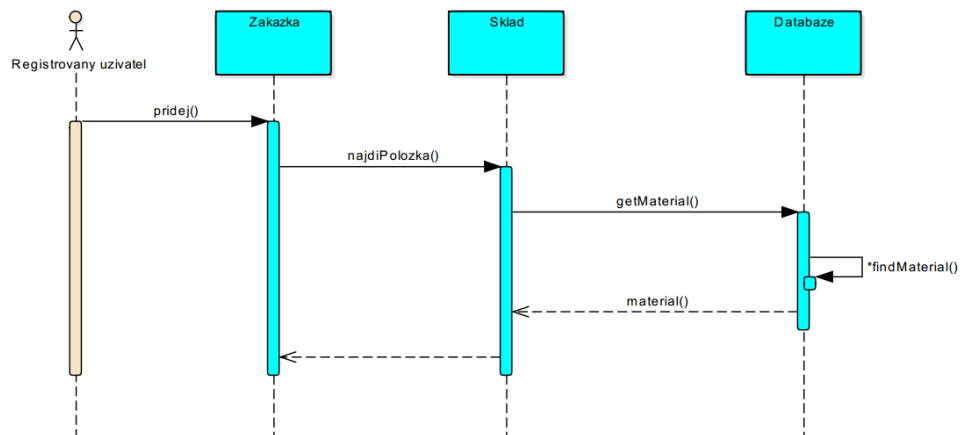 Zakazka
Sklad
Databaze
Registrovany uzivatel
pridej()
najdiPolozka()
getMaterial()
*findMaterial()
material()